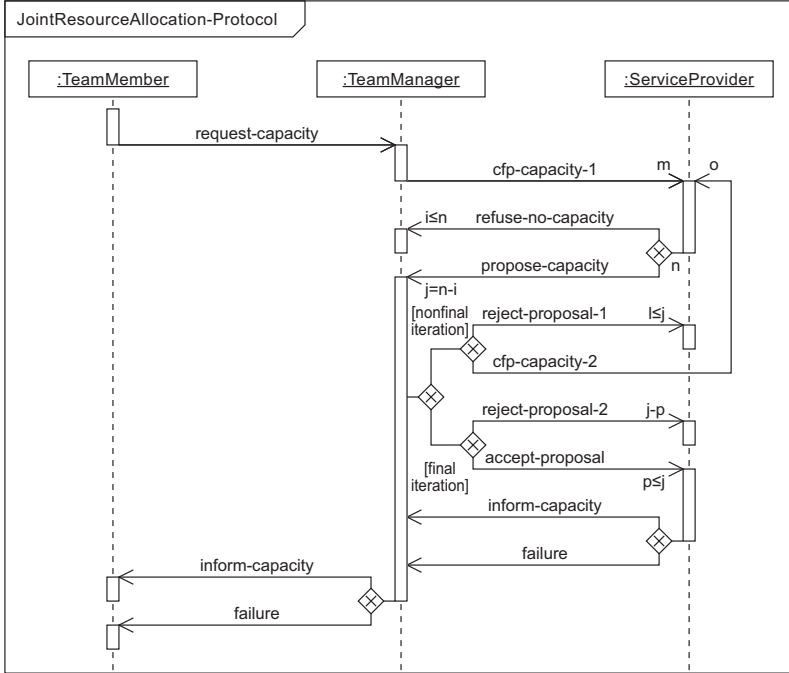 JointResourceAllocation-Protocol
:TeamMember
:TeamManager
:ServiceProvider
request-capacity
cfp-capacity-1
m
o
i≤n
refuse-no-capacity
n
propose-capacity
j=n-i
[nonfinal
iteration]
reject-proposal-1
l≤j
cfp-capacity-2
reject-proposal-2
j-p
accept-proposal
[final
iteration]
p≤j
inform-capacity
failure
inform-capacity
failure